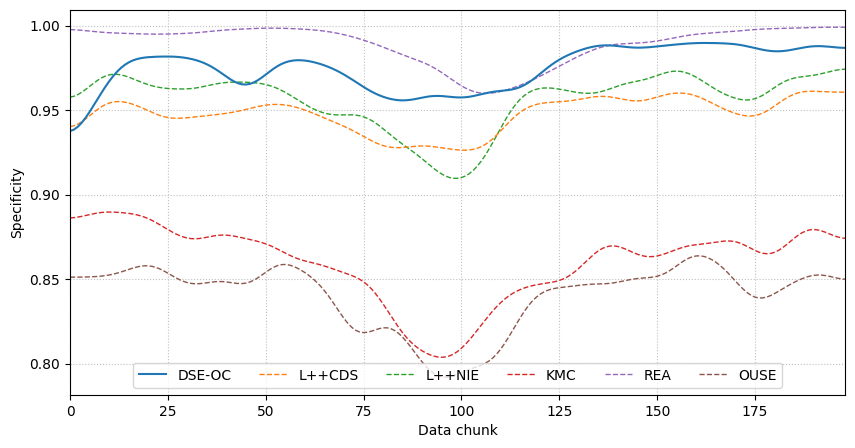 1.00
0.95
0.90
0.85
0.80
Specificity
DSE-OC L++CDS L++NIE KMC REA OUSE
0 25 50 75 100 125 150 175
Data chunk